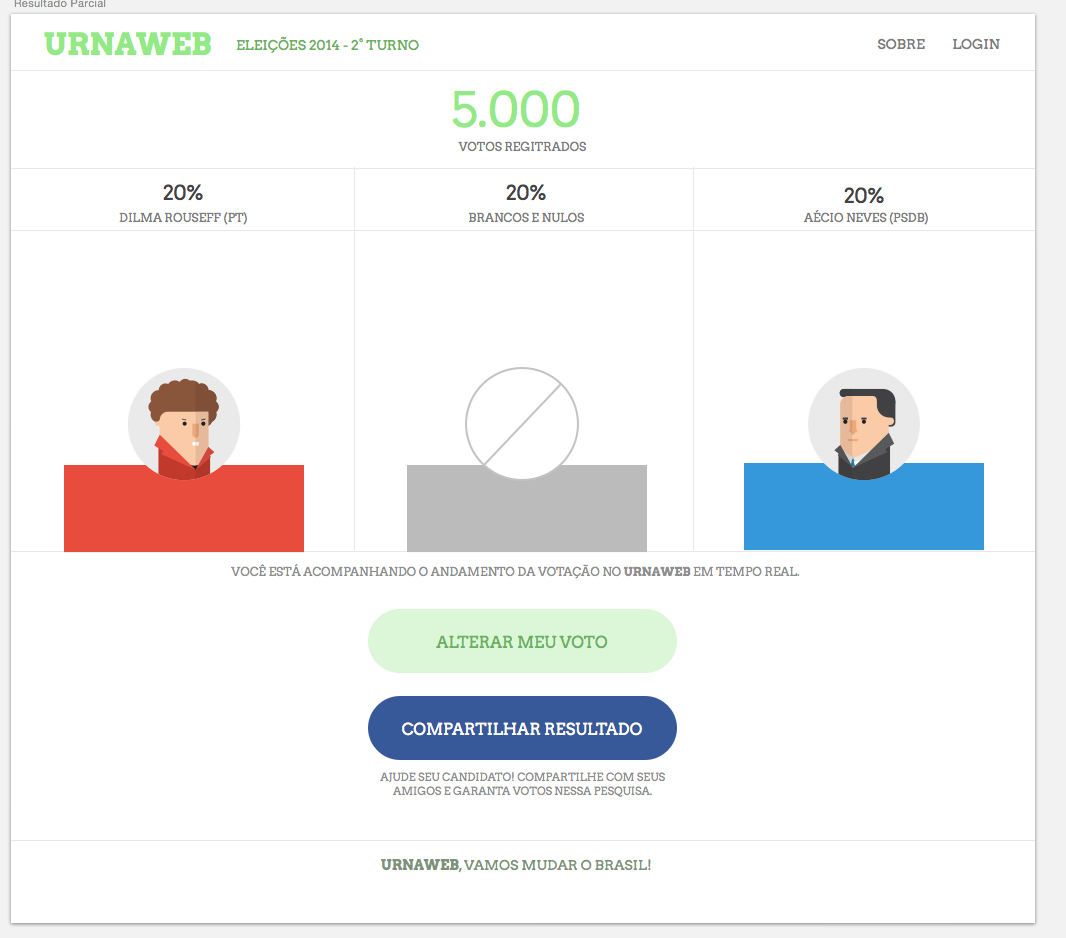 Resultado Parcial
URNAWEB ELEIÇÕES 2014 - 2° TURNO SOBRE LOGIN
5.000
VOTOS REGITRADOS
20%
DILMA ROUSEFF (PT)
20%
BRANCOS E NULOS
20%
AÉCIO NEVES (PSDB)
VOCÊ ESTÁ ACOMPANHANDO O ANDAMENTO DA VOTAÇÃO NO URNAWEB EM TEMPO REAL.
ALTERAR MEU VOTO
COMPARTILHAR RESULTADO
AJUDE SEU CANDIDATO! COMPARTILHE COM SEUS
AMIGOS E GARANTA VOTOS NESSA PESQUISA.
URNAWEB, VAMOS MUDAR O BRASIL!